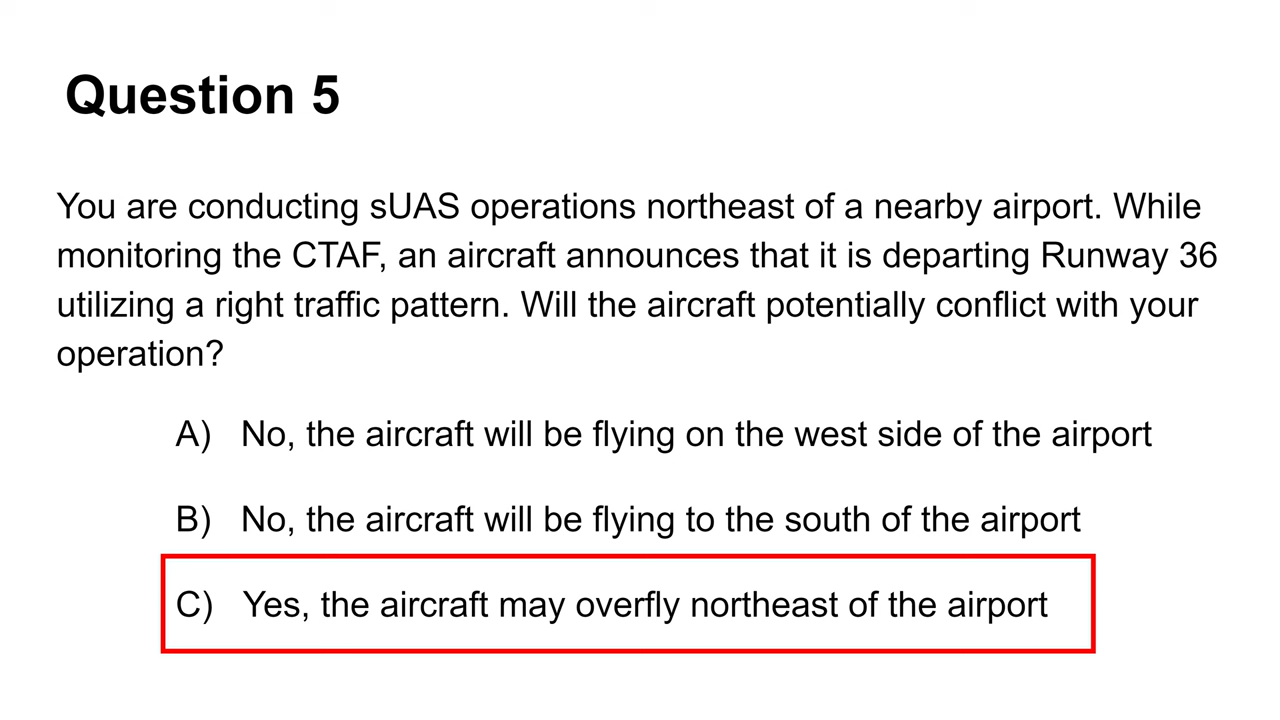 Question 5
You are conducting sUAS operations northeast of a nearby airport. While
monitoring the CTAF, an aircraft announces that it is departing Runway 36
utilizing a right traffic pattern. Will the aircraft potentially conflict with your
operation?
A) No, the aircraft will be flying on the west side of the airport
B) No, the aircraft will be flying to the south of the airport
C) Yes, the aircraft may overfly northeast of the airport